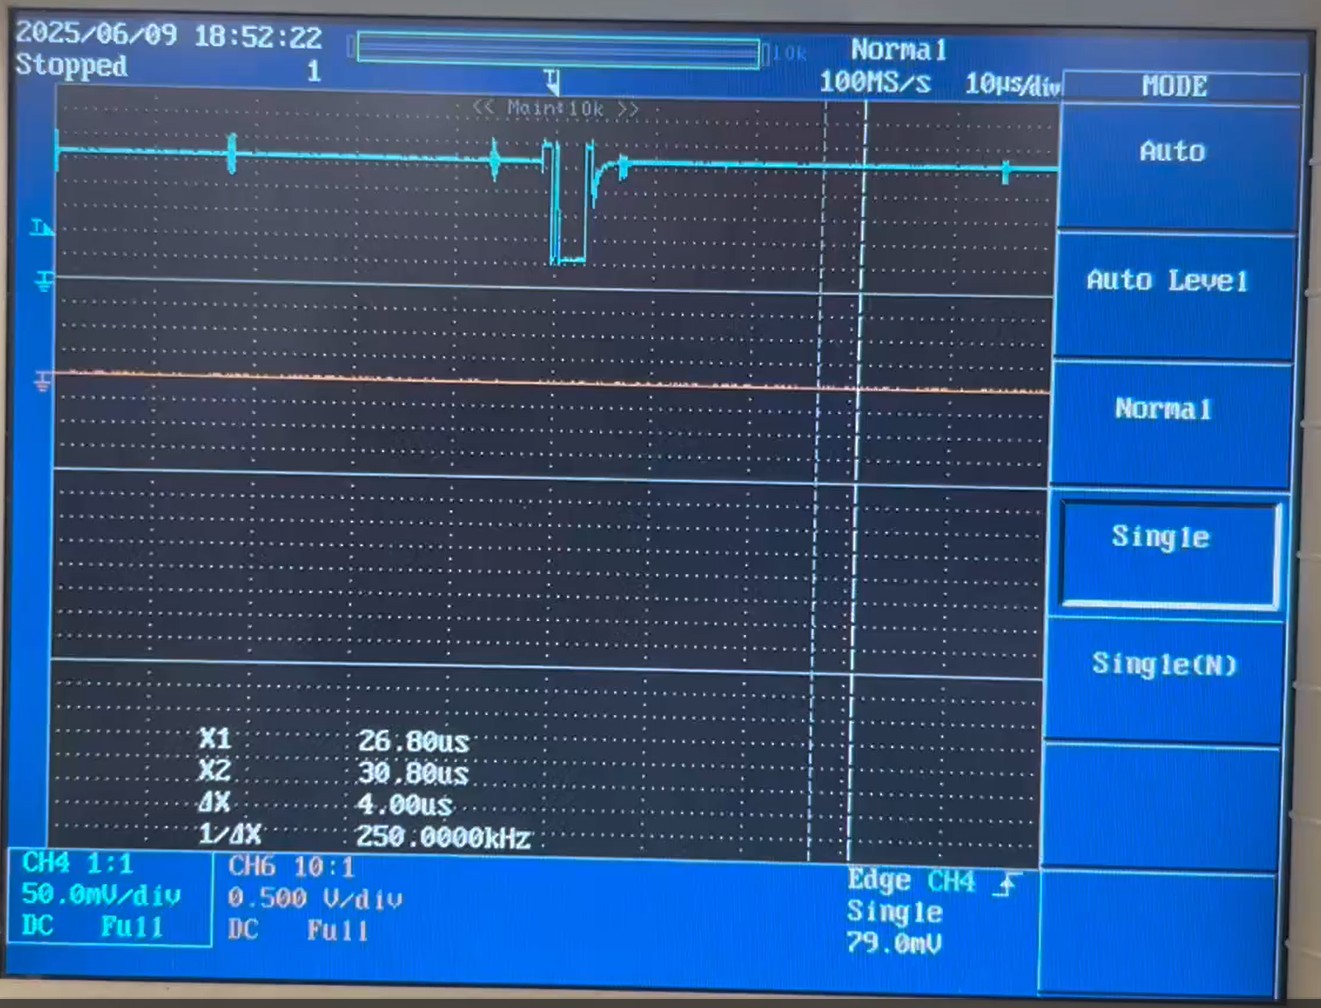 2025/06/09 18:52:22
Stopped 1
10k
Normal
100MS/s 10µs/div
<< Main:10k >>
T
T
MODE
Auto
Auto Level
Normal
Single
Single(N)
X1 26.80us
X2 30.80us
ΔX 4.00us
1/ΔX 250.0000kHz
CH4 1:1
50.0mV/div
DC Full
CH6 10:1
0.500 V/div
DC Full
Edge CH4
Single
79.0mV